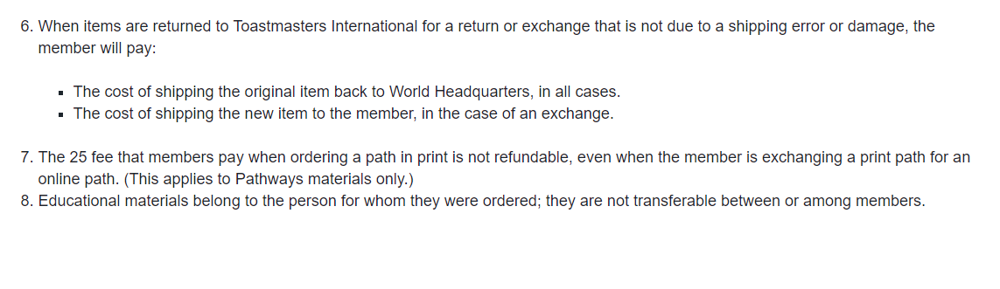 6. When items are returned to Toastmasters International for a return or exchange that is not due to a shipping error or damage, the
member will pay:
▪ The cost of shipping the original item back to World Headquarters, in all cases.
▪ The cost of shipping the new item to the member, in the case of an exchange.
7. The 25 fee that members pay when ordering a path in print is not refundable, even when the member is exchanging a print path for an
online path. (This applies to Pathways materials only.)
8. Educational materials belong to the person for whom they were ordered; they are not transferable between or among members.